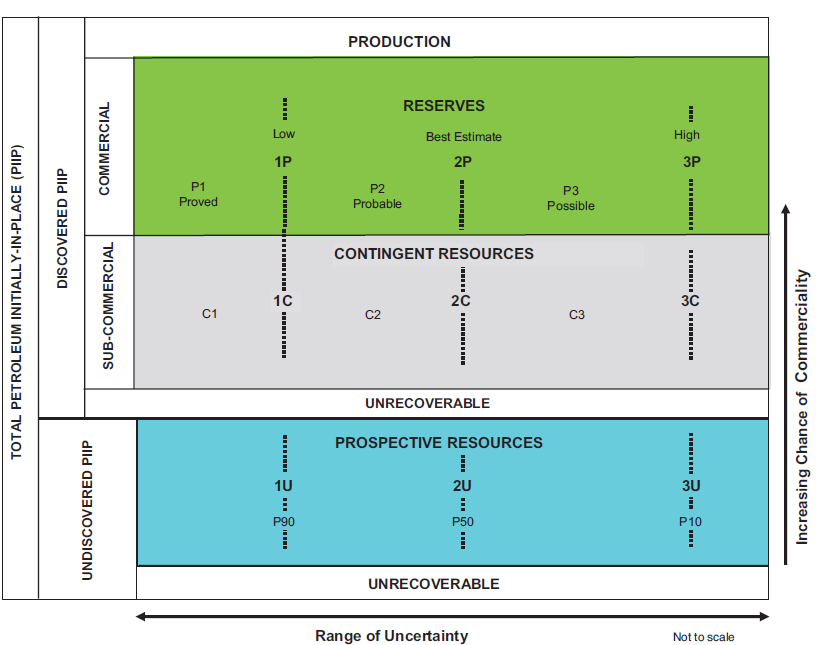 PRODUCTION
TOTAL PETROLEUM INITIALLY-IN-PLACE (PIIP)
DISCOVERED PIIP
COMMERCIAL
RESERVES
Low
Best Estimate
High
1P
2P
3P
P1
Proved
P2
Probable
P3
Possible
SUB-COMMERCIAL
CONTINGENT RESOURCES
1C
2C
3C
C1
C2
C3
UNRECOVERABLE
UNDISCOVERED PIIP
PROSPECTIVE RESOURCES
1U
2U
3U
P90
P50
P10
UNRECOVERABLE
Increasing Chance of Commerciality
Range of Uncertainty
Not to scale